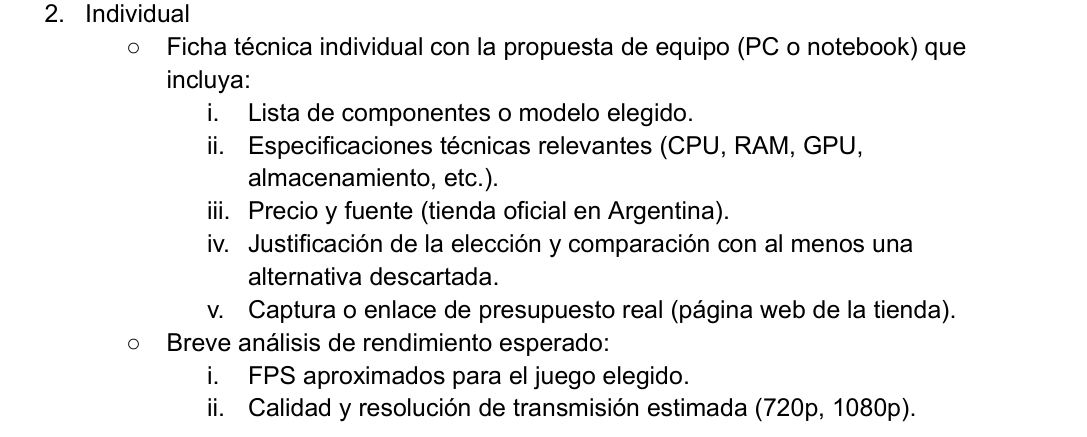 2. Individual
○ Ficha técnica individual con la propuesta de equipo (PC o notebook) que
incluya:
i. Lista de componentes o modelo elegido.
ii. Especificaciones técnicas relevantes (CPU, RAM, GPU,
almacenamiento, etc.).
iii. Precio y fuente (tienda oficial en Argentina).
iv. Justificación de la elección y comparación con al menos una
alternativa descartada.
v. Captura o enlace de presupuesto real (página web de la tienda).
○ Breve análisis de rendimiento esperado:
i. FPS aproximados para el juego elegido.
ii. Calidad y resolución de transmisión estimada (720p, 1080p).